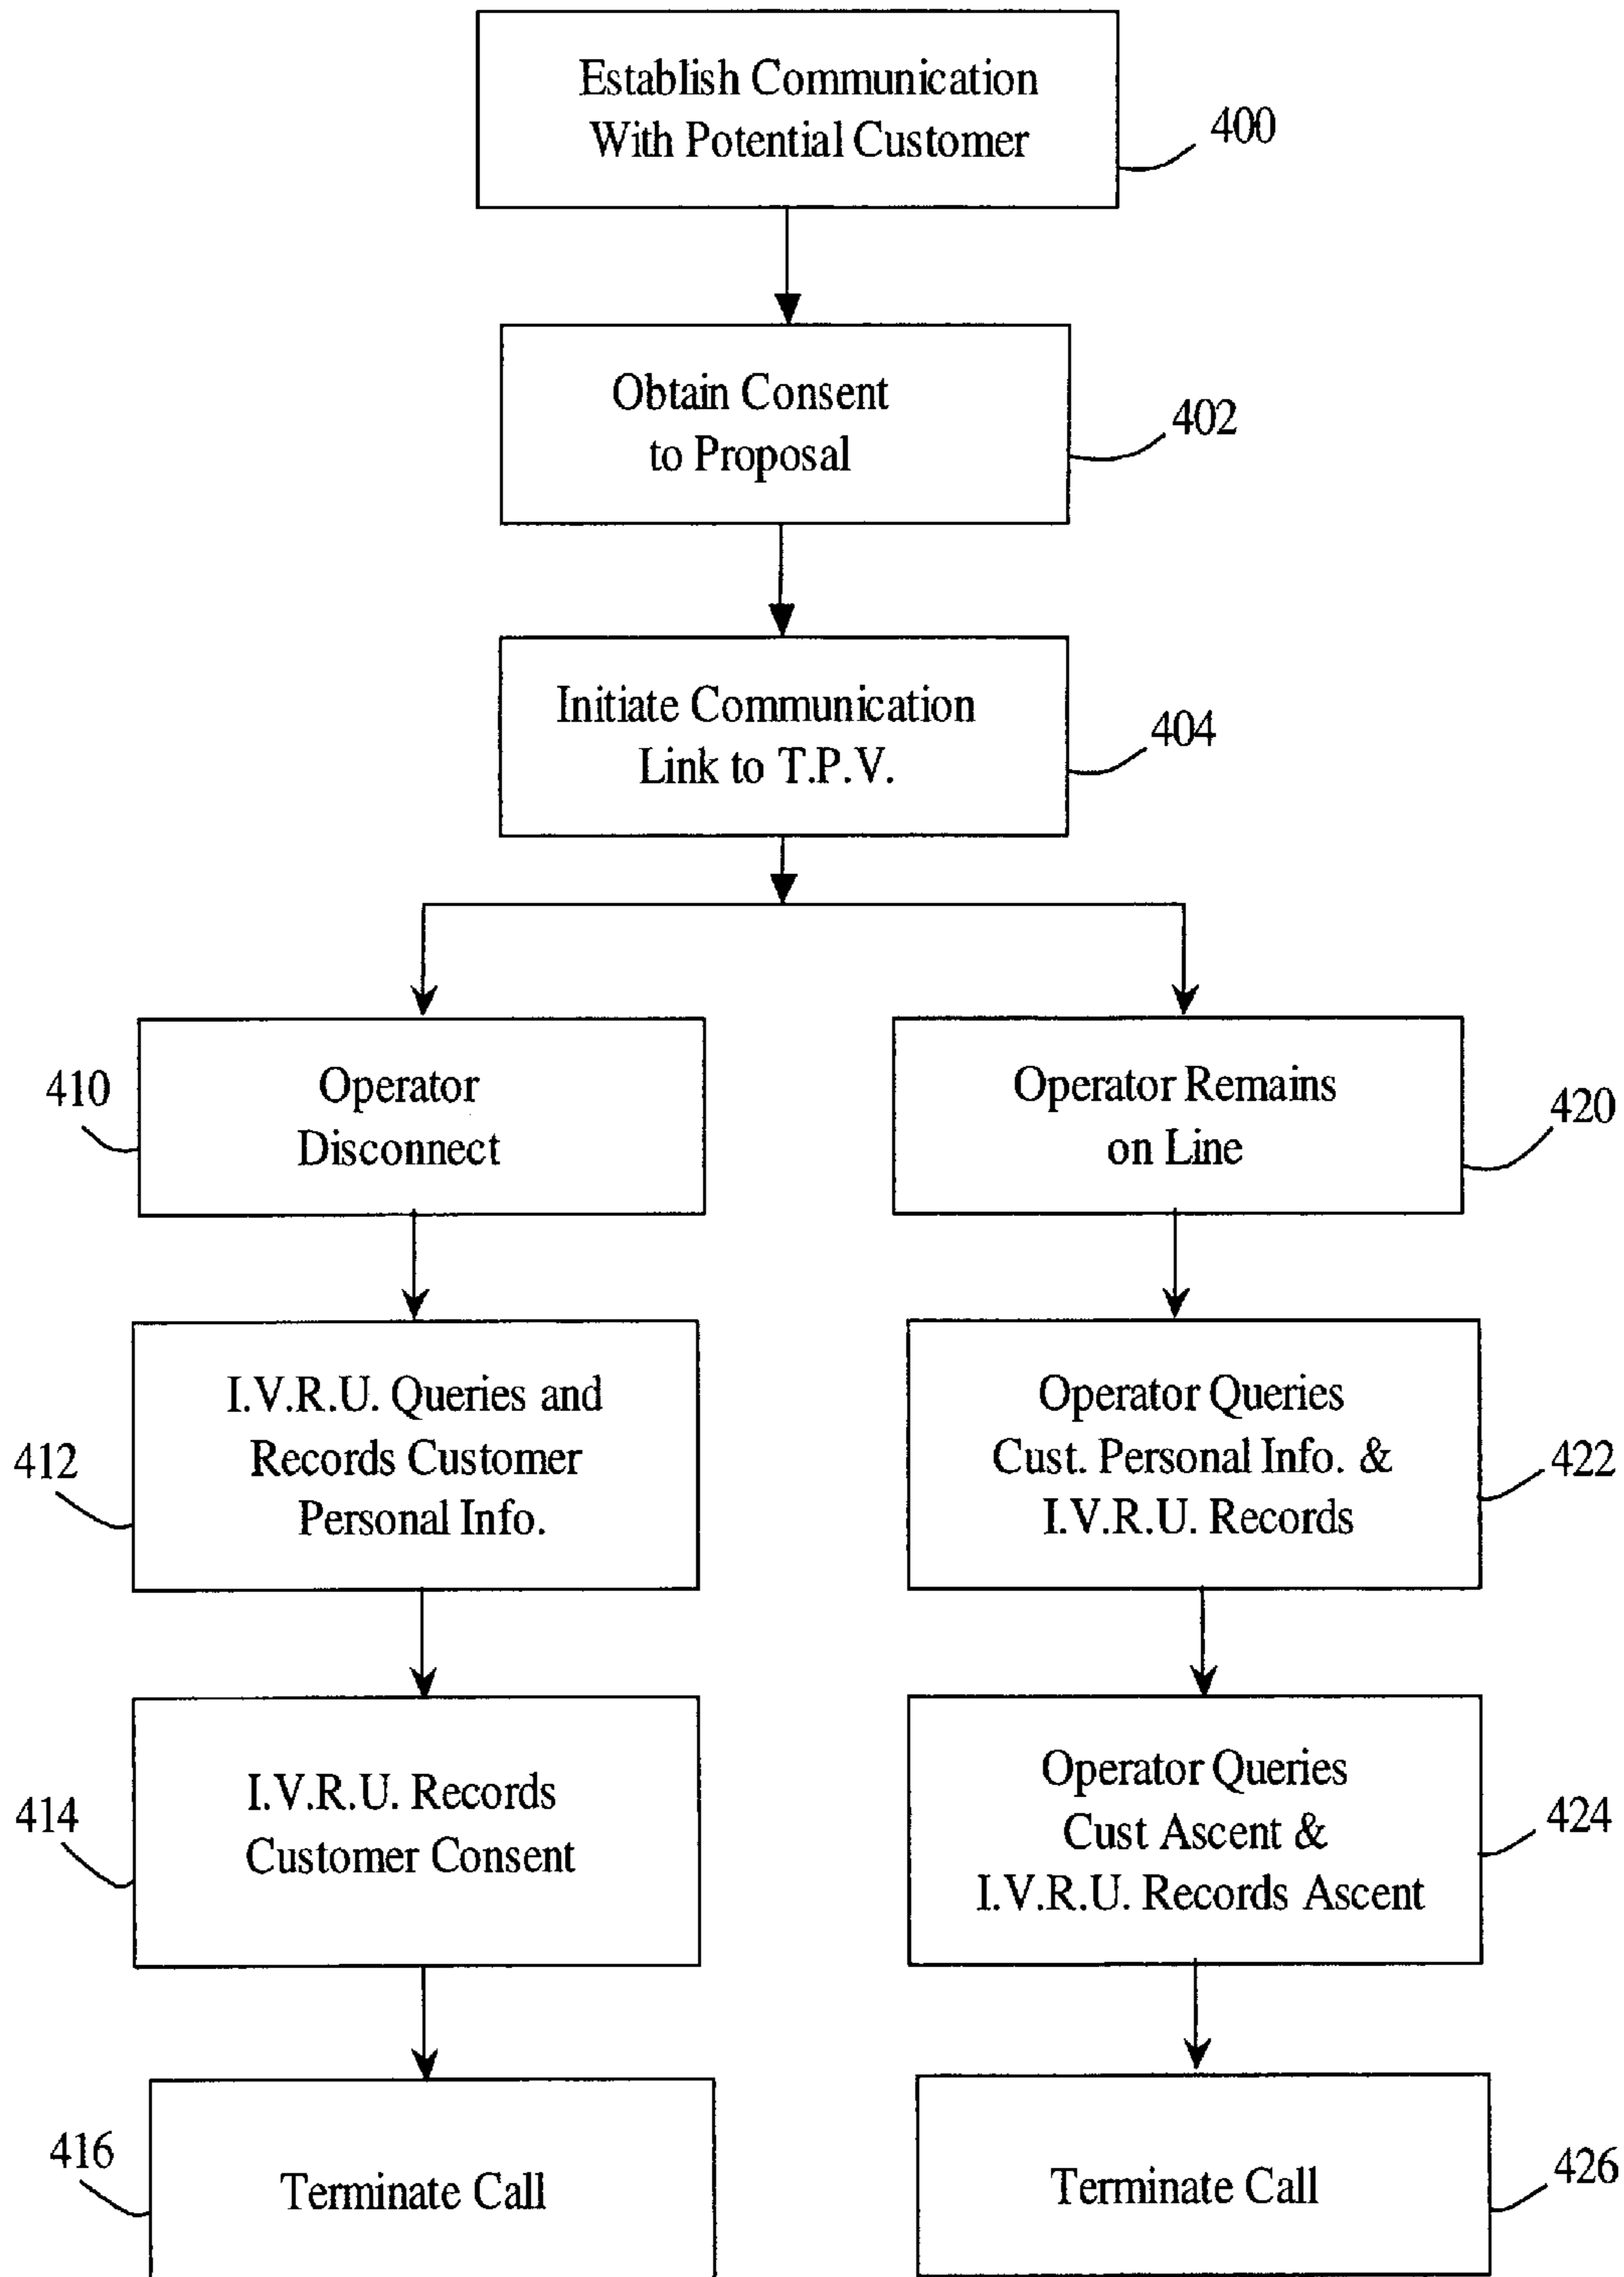 Establish Communication
With Potential Customer
400
Obtain Consent
to Proposal
402
Initiate Communication
Link to T.P.V.
404
410
Operator
Disconnect
Operator Remains
on Line
420
412
I.V.R.U. Queries and
Records Customer
Personal Info.
Operator Queries
Cust. Personal Info. &
I.V.R.U. Records
422
414
I.V.R.U. Records
Customer Consent
Operator Queries
Cust Ascent &
I.V.R.U. Records Ascent
424
416
Terminate Call
Terminate Call
426